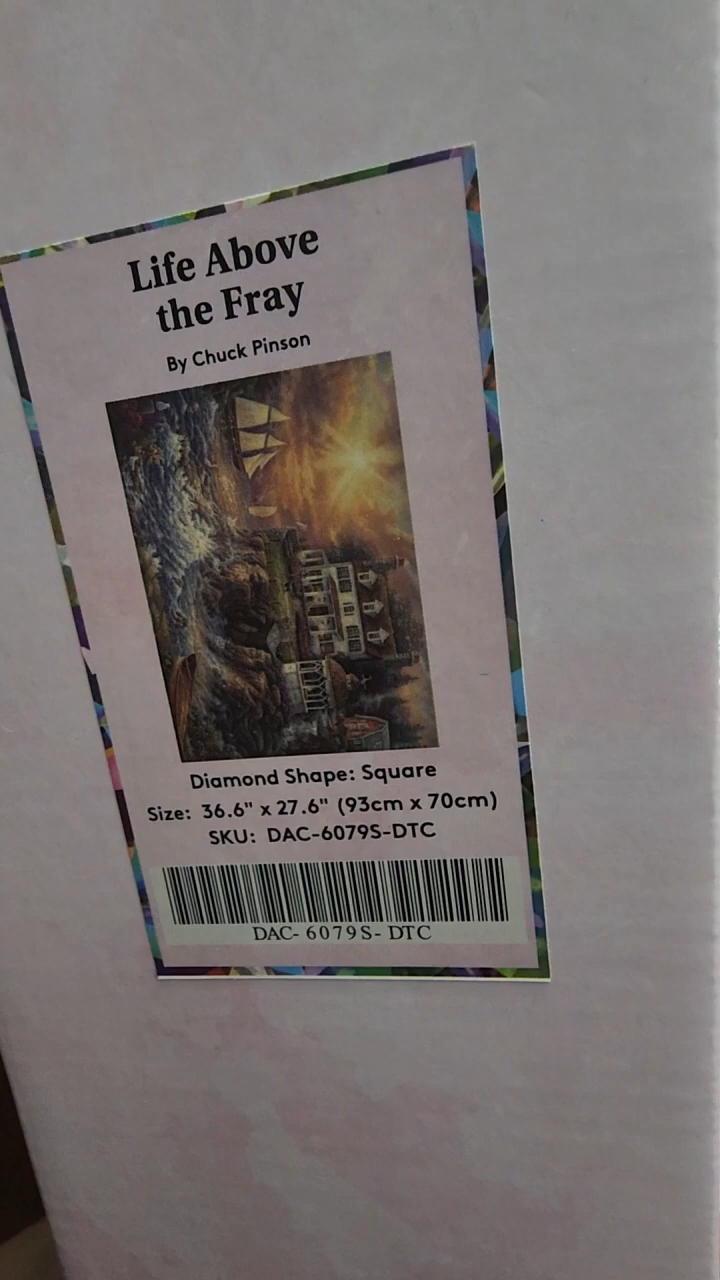 Life Above
the Fray
By Chuck Pinson
Diamond Shape: Square
Size: 36.6" x 27.6" (93cm x 70cm)
SKU: DAC-6079S-DTC
DAC- 6079S- DTC